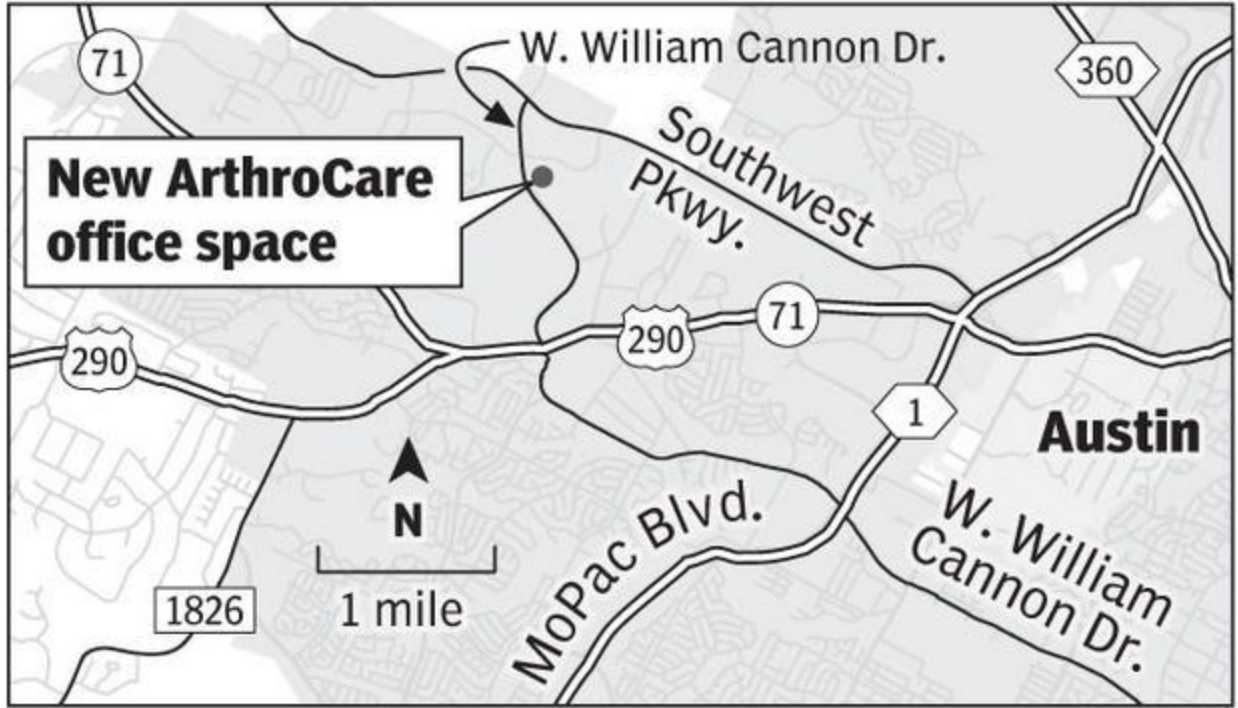 71
W. William Cannon Dr.
360
New ArthroCare
office space
Southwest
Pkwy.
290
290
71
1
Austin
N
1 mile
MoPac Blvd.
W. William
Cannon Dr.
1826